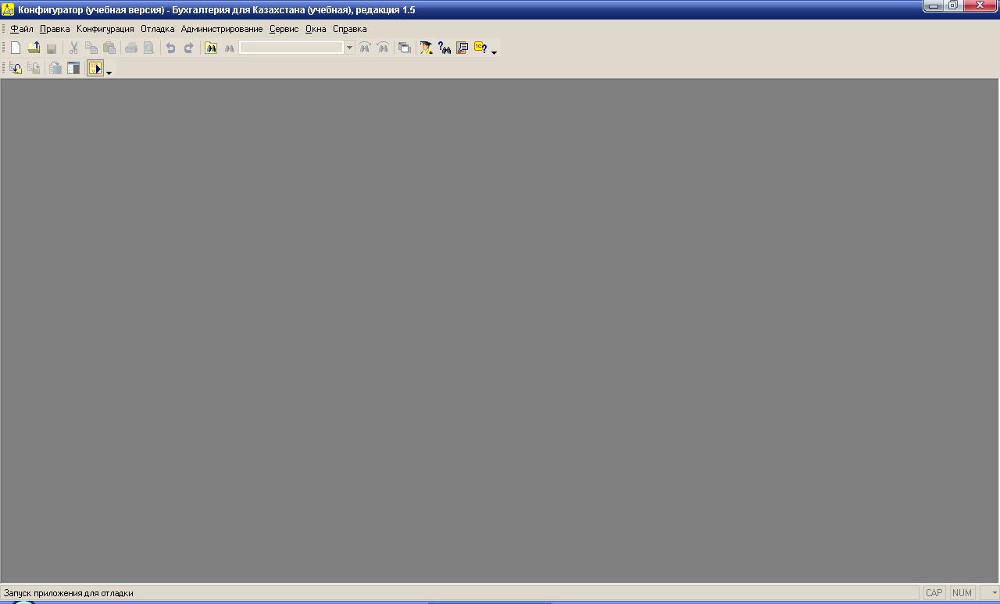 Конфигуратор (учебная версия) - Бухгалтерия для Казахстана (учебная), редакция 1.5
Файл Правка Конфигурация Отладка Администрирование Сервис Окна Справка
Запуск приложения для отладки CAP NUM